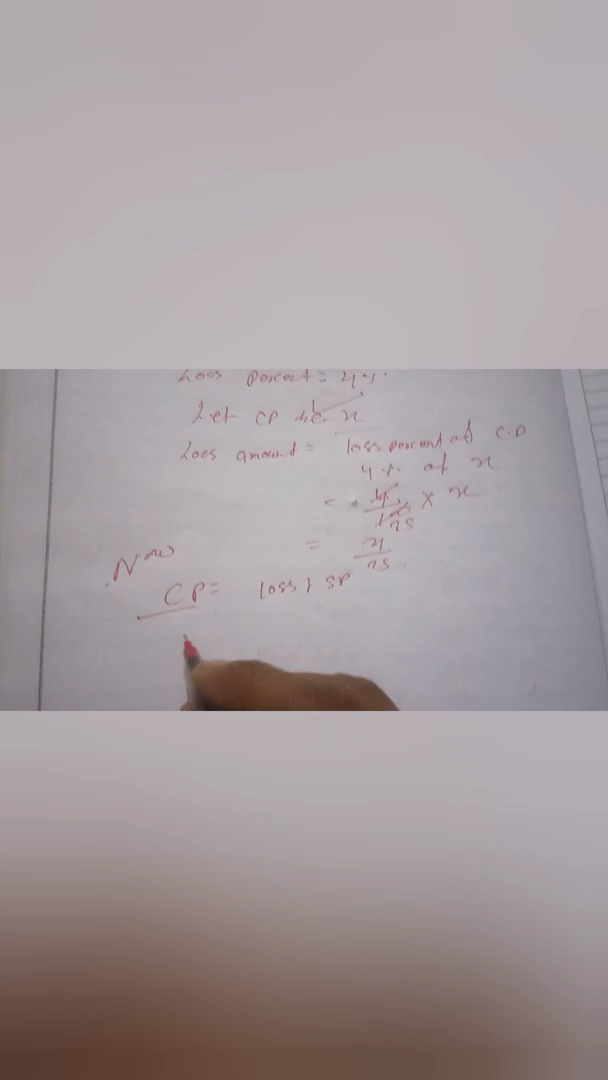 Loss percent = 4%.
Let CP be x
Loss amount = loss percent of C.P
4% of x
= 4/100 25 × x
= x/25.
Now
CP = loss + SP